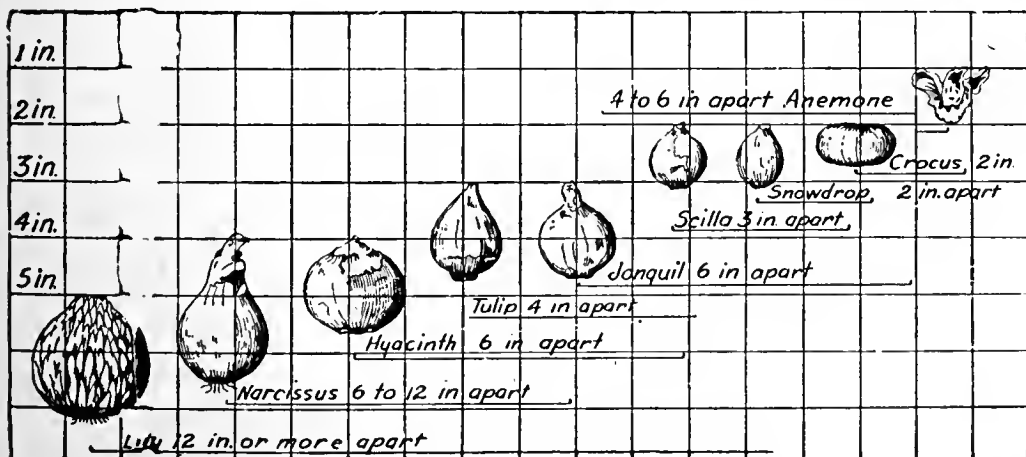 1 in.
2 in.
4 to 6 in apart Anemone
3 in.
Crocus, 2 in.
Snowdrop, 2 in. apart
4 in.
Scilla 3 in. apart
5 in.
Jonquil 6 in apart
Tulip 4 in apart
Hyacinth 6 in apart
Narcissus 6 to 12 in apart
Lily 12 in. or more apart